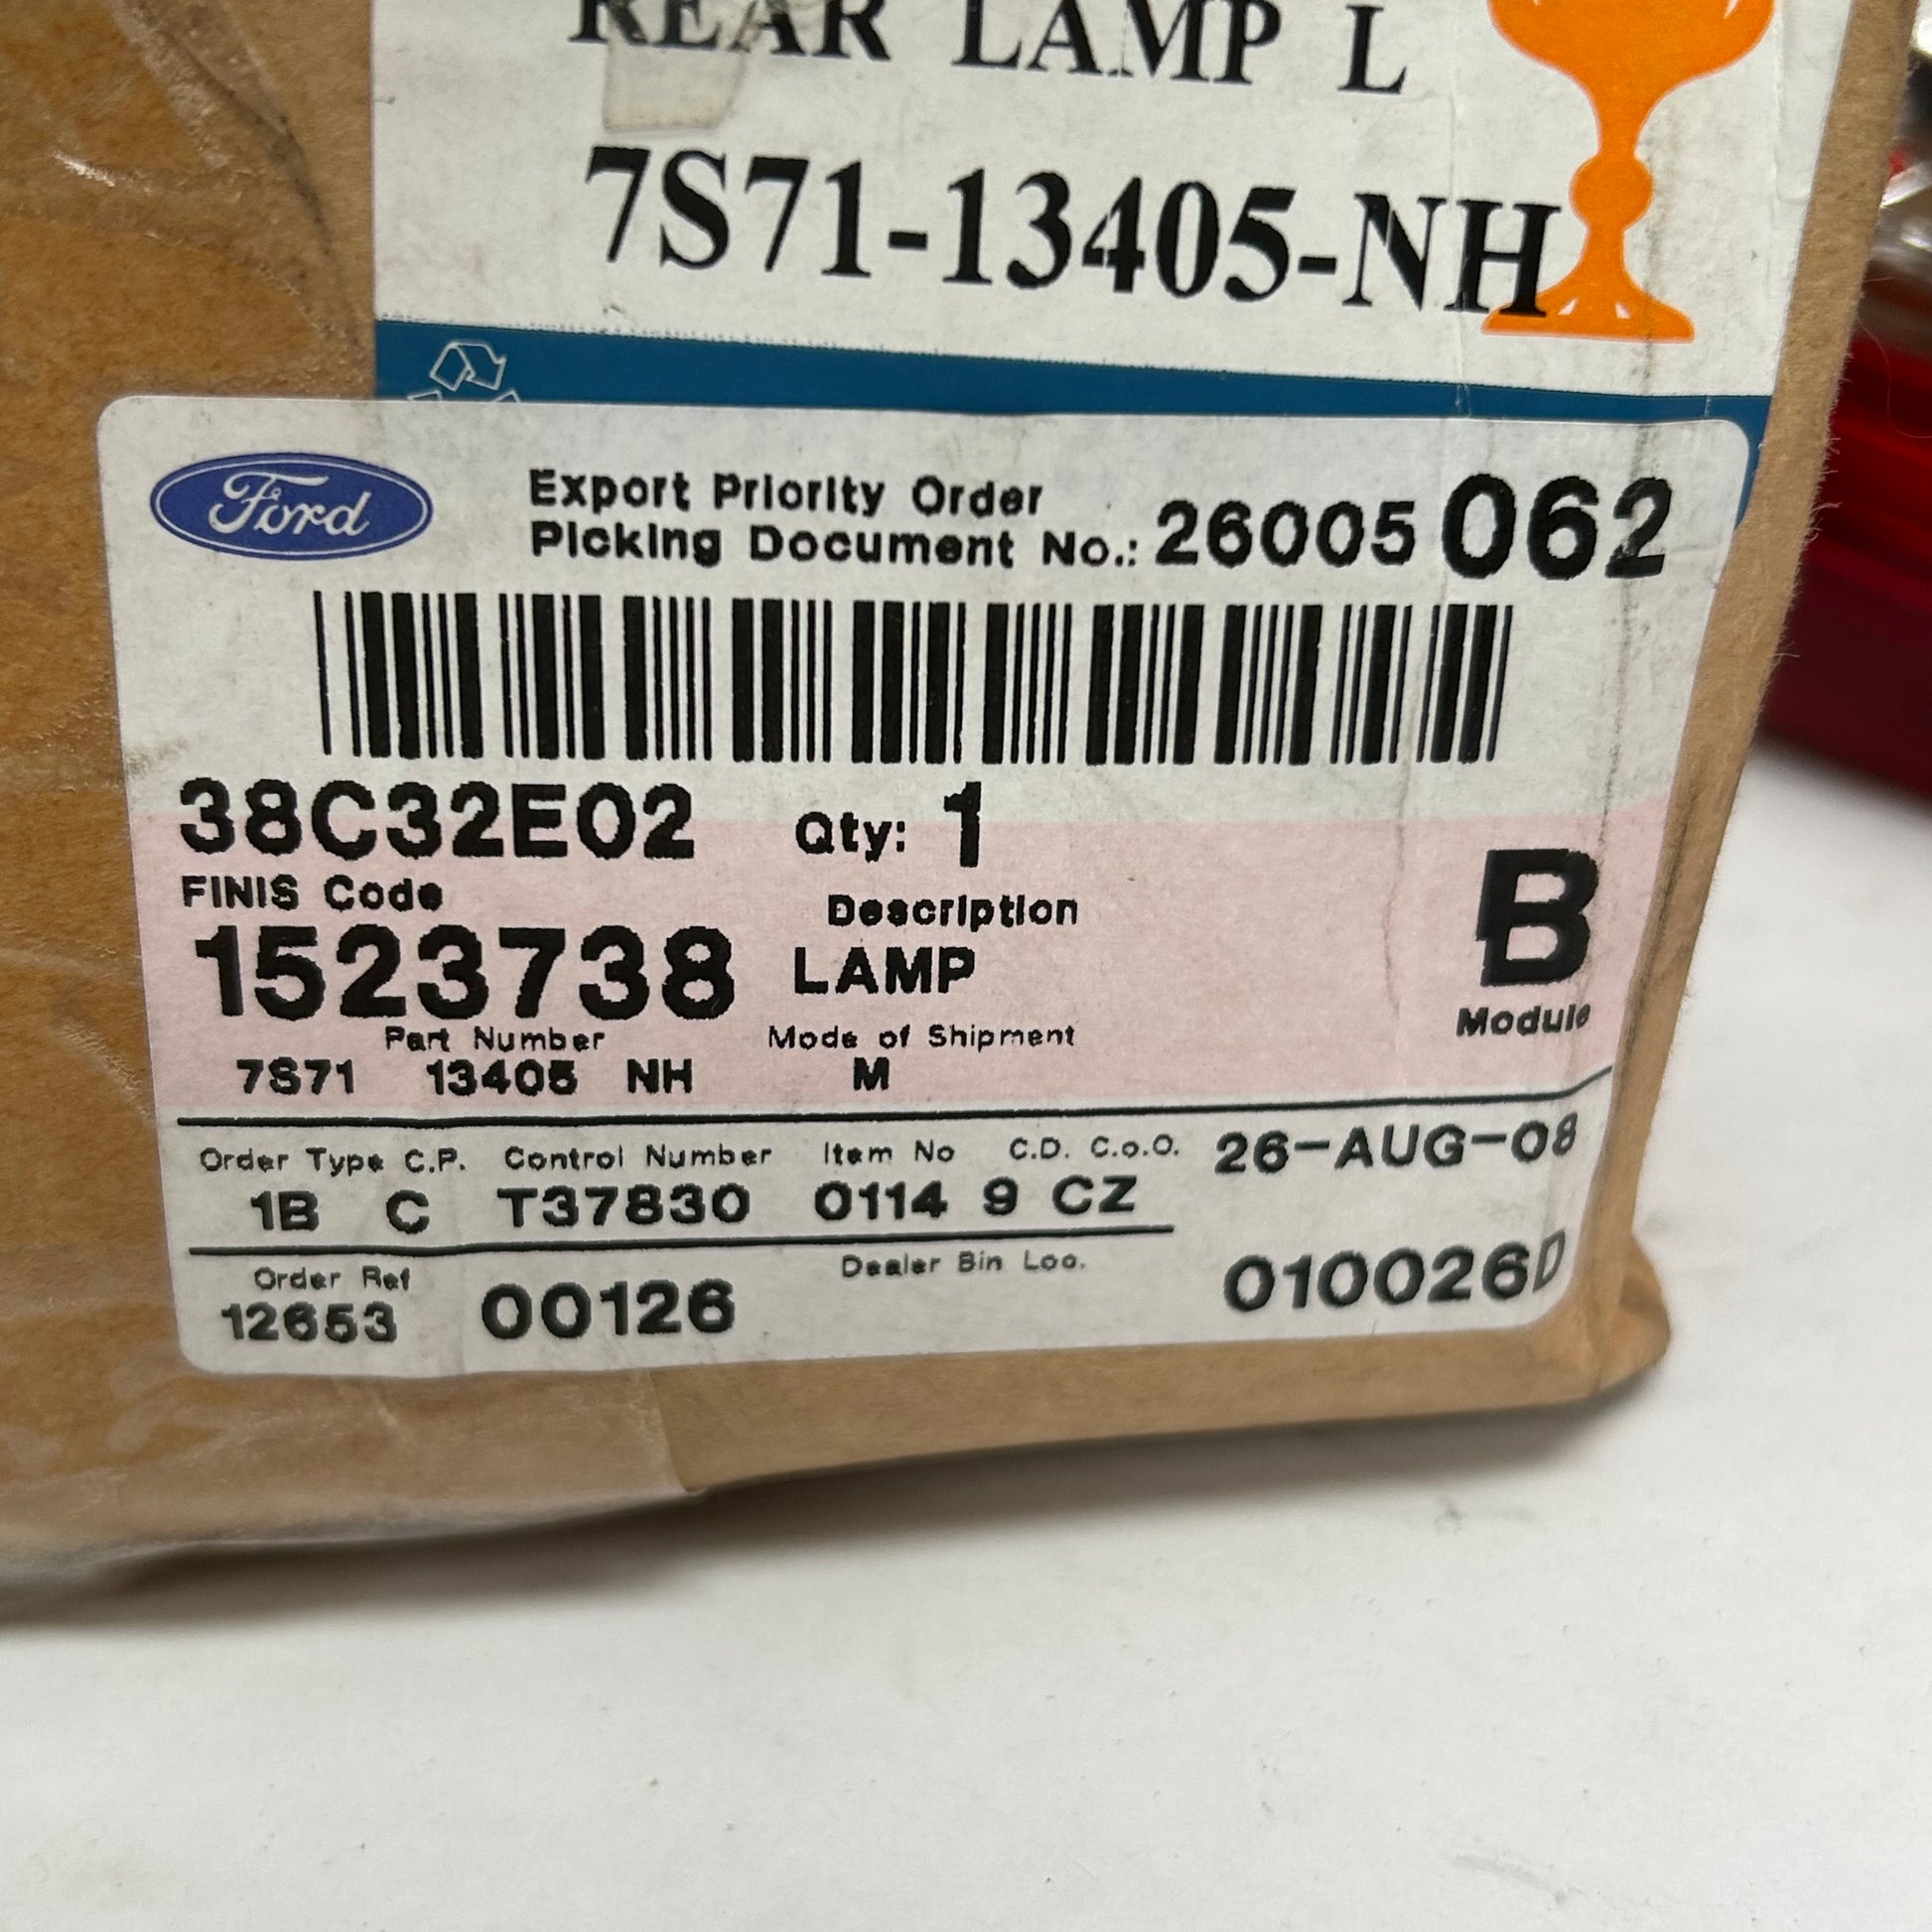 REAR LAMP L
7S71-13405-NH
Ford
Export Priority Order
Picking Document No.: 26005 062
38C32E02 Qty: 1
FINIS Code Description
1523738 LAMP B
Part Number Mode of Shipment Module
7S71 13405 NH M
Order Type C.P. Control Number Item No C.D. C.o.O. 26-AUG-08
1B C T37830 0114 9 CZ
Order Ref Dealer Bin Loc. 010026D
12653 00126